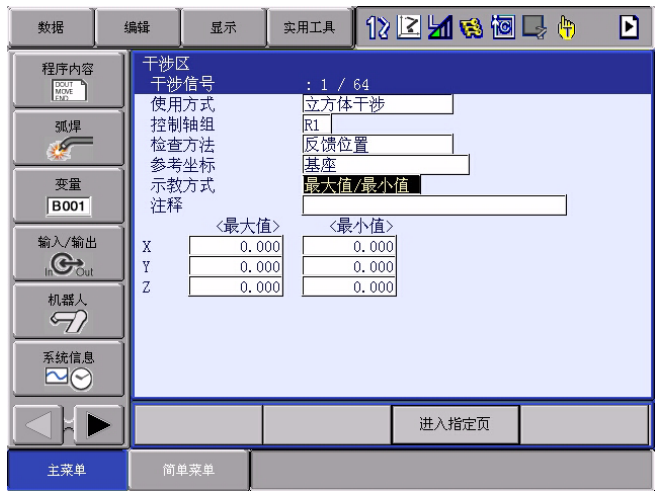 数据 编辑 显示 实用工具
程序内容
DOUT
MOVE
END
弧焊
变量
B001
输入/输出
In Out
机器人
系统信息
干涉区
干涉信号 : 1 / 64
使用方式 立方体干涉
控制轴组 R1
检查方法 反馈位置
参考坐标 基座
示教方式 最大值/最小值
注释
<最大值> <最小值>
X 0.000 0.000
Y 0.000 0.000
Z 0.000 0.000
进入指定页
主菜单 简单菜单